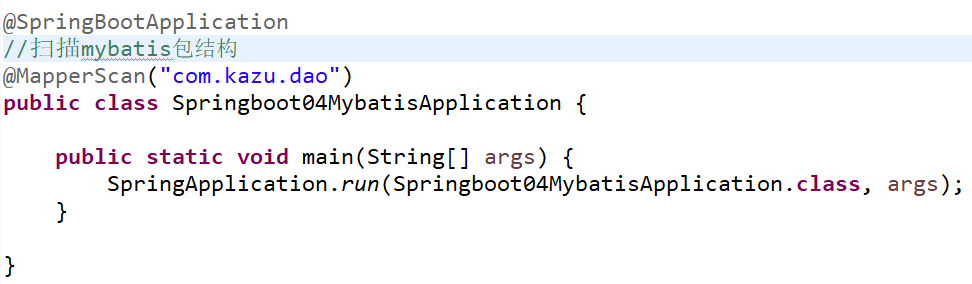 @SpringBootApplication
//扫描mybatis包结构
@MapperScan("com.kazu.dao")
public class Springboot04MybatisApplication {
public static void main(String[] args) {
SpringApplication.run(Springboot04MybatisApplication.class, args);
}
}